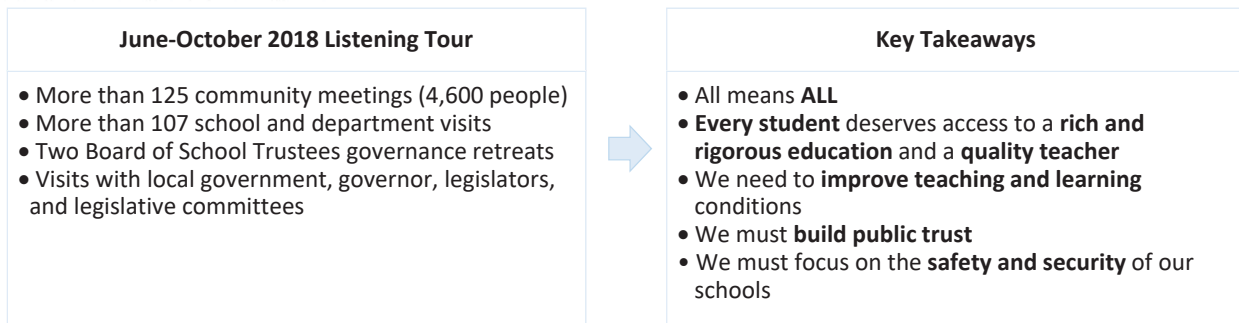 June-October 2018 Listening Tour
• More than 125 community meetings (4,600 people)
• More than 107 school and department visits
• Two Board of School Trustees governance retreats
• Visits with local government, governor, legislators,
and legislative committees
Key Takeaways
• All means ALL
• Every student deserves access to a rich and
rigorous education and a quality teacher
• We need to improve teaching and learning
conditions
• We must build public trust
• We must focus on the safety and security of our
schools